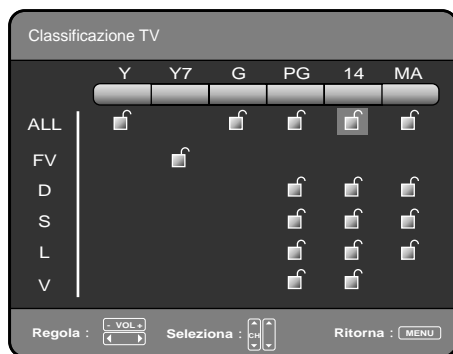 Classificazione TV
Y Y7 G PG 14 MA
ALL
FV
D
S
L
V
Regola : - VOL + Seleziona : CH Ritorna : MENU